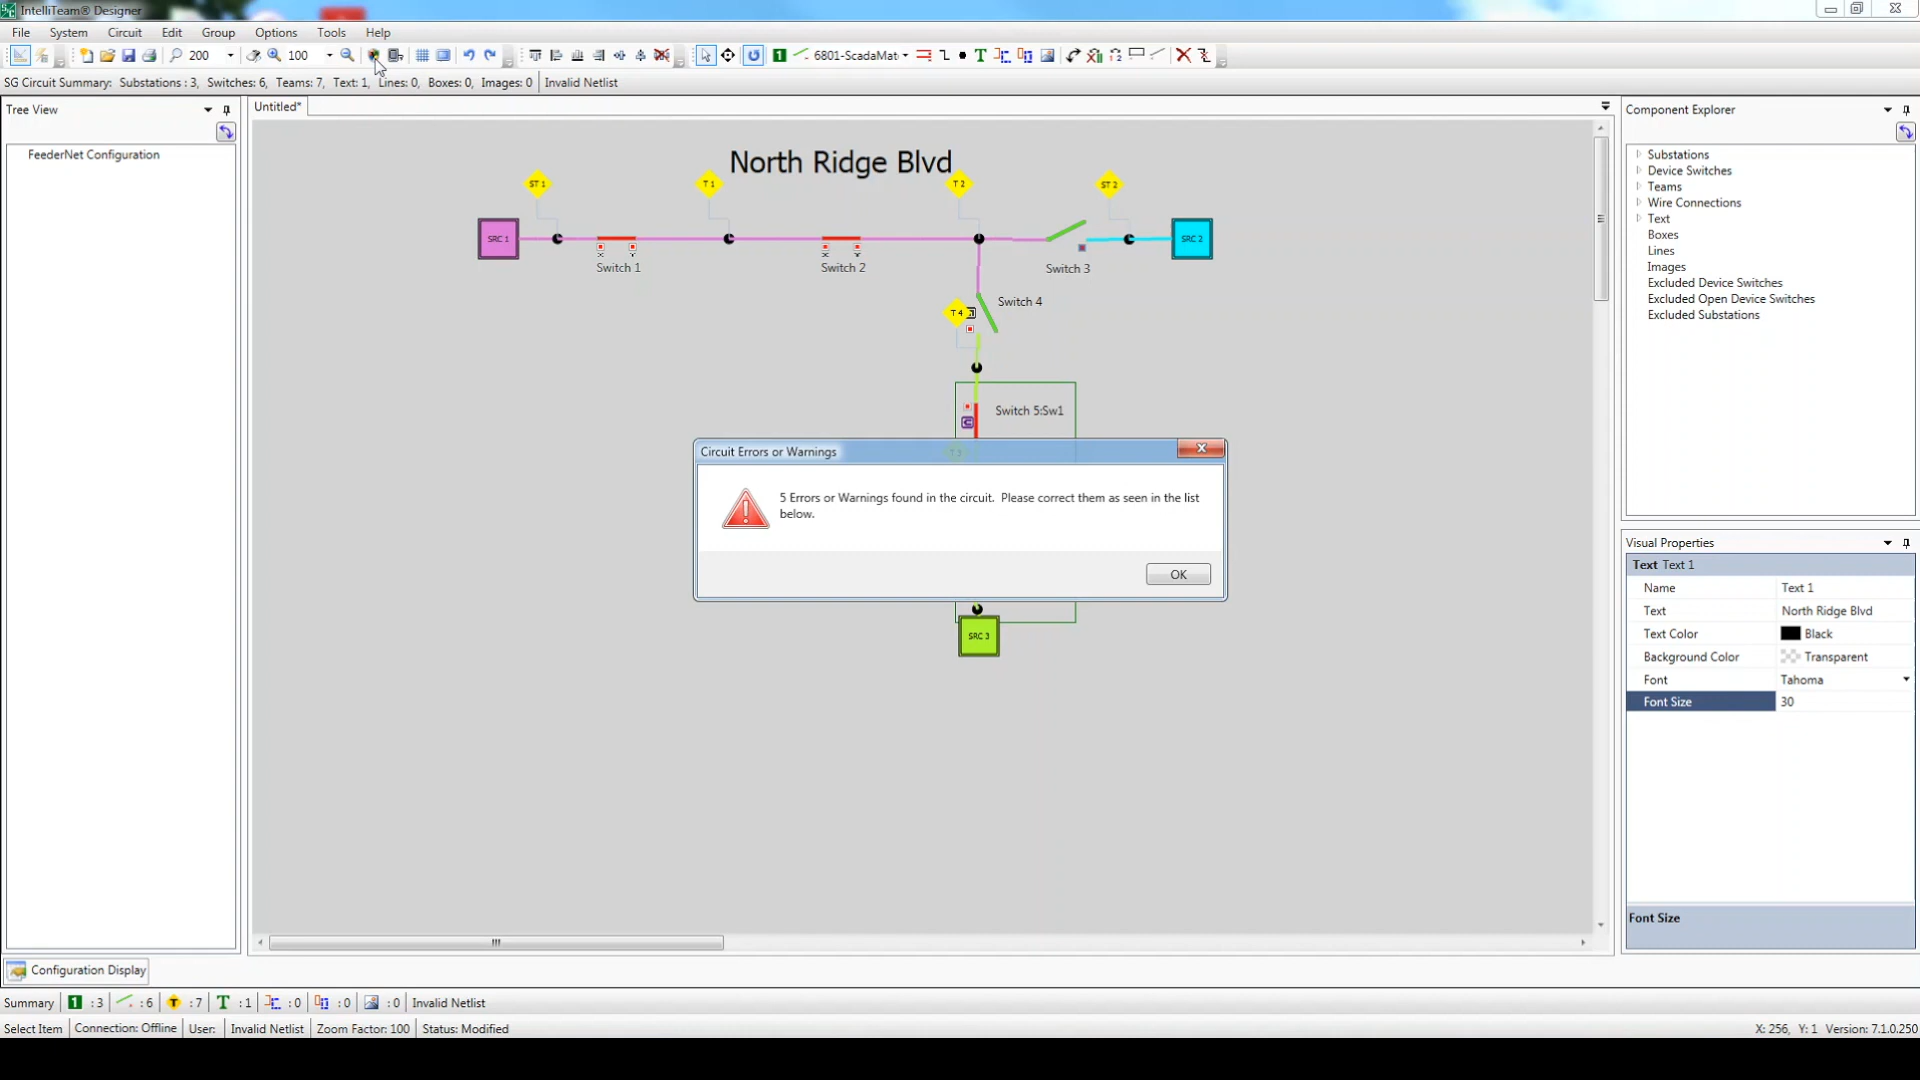 IntelliTeam® Designer
File System Circuit Edit Group Options Tools Help
200 100 6801-ScadaMat
SG Circuit Summary: Substations : 3, Switches: 6, Teams: 7, Text: 1, Lines: 0, Boxes: 0, Images: 0 Invalid Netlist
Tree View
FeederNet Configuration
Untitled*
North Ridge Blvd
ST 1 T 1 T 2 ST 2
SRC 1 SRC 2
Switch 1 Switch 2 Switch 3
Switch 4
T 4
Switch 5:Sw1
Circuit Errors or Warnings
T 3
5 Errors or Warnings found in the circuit. Please correct them as seen in the list
below.
OK
SRC 3
Component Explorer
Substations
Device Switches
Teams
Wire Connections
Text
Boxes
Lines
Images
Excluded Device Switches
Excluded Open Device Switches
Excluded Substations
Visual Properties
Text Text 1
Name Text 1
Text North Ridge Blvd
Text Color Black
Background Color Transparent
Font Tahoma
Font Size 30
Font Size
Configuration Display
Summary 1 :3 :6 T :7 T :1 :0 :0 :0 Invalid Netlist
Select Item Connection: Offline User: Invalid Netlist Zoom Factor: 100 Status: Modified X: 256, Y: 1 Version: 7.1.0.250